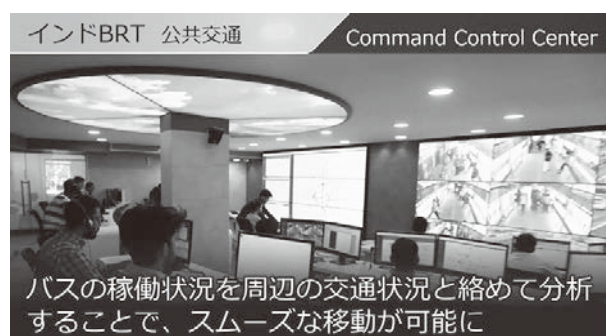 インドBRT 公共交通
Command Control Center
バスの稼働状況を周辺の交通状況と絡めて分析
することで、スムーズな移動が可能に